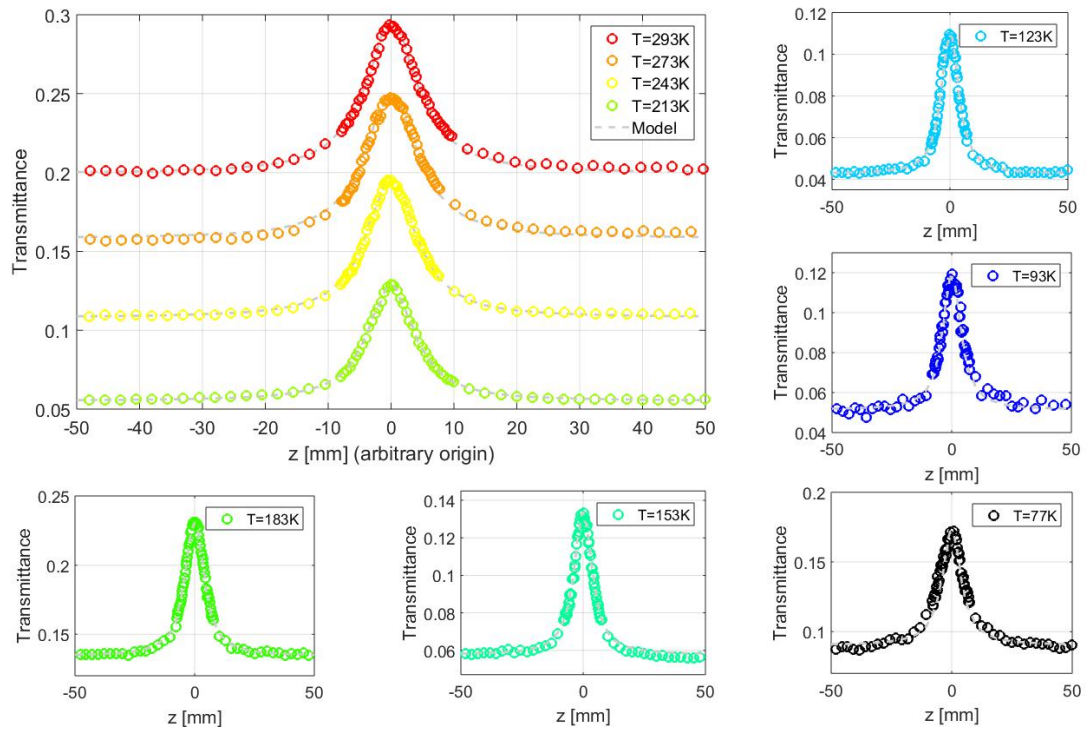 0.3
0.25
0.2
0.15
0.1
0.05
Transmittance
-50
-40
-30
-20
-10
0
10
20
30
40
50
z [mm] (arbitrary origin)
T=293K
T=273K
T=243K
T=213K
Model
0.12
0.1
0.08
0.06
0.04
Transmittance
-50
0
50
z [mm]
T=123K
0.12
0.1
0.08
0.06
0.04
Transmittance
-50
0
50
z [mm]
T=93K
0.25
0.2
0.15
Transmittance
-50
0
50
z [mm]
T=183K
0.14
0.12
0.1
0.08
0.06
Transmittance
-50
0
50
z [mm]
T=153K
0.2
0.15
0.1
Transmittance
-50
0
50
z [mm]
T=77K